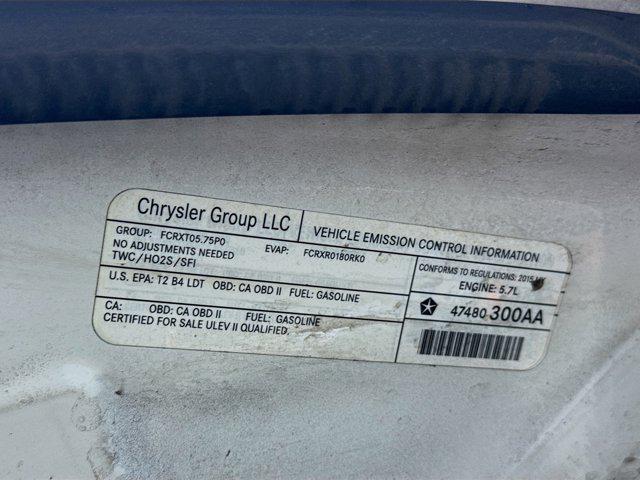 Chrysler Group LLC
VEHICLE EMISSION CONTROL INFORMATION
GROUP: FCRXT05.75P0 EVAP: FCRXR0180RK0
NO ADJUSTMENTS NEEDED
TWC/HO2S/SFI
CONFORMS TO REGULATIONS: 2015 MY
ENGINE: 5.7L
U.S. EPA: T2 B4 LDT OBD: CA OBD II FUEL: GASOLINE
47480 300AA
CA: OBD: CA OBD II FUEL: GASOLINE
CERTIFIED FOR SALE ULEV II QUALIFIED.